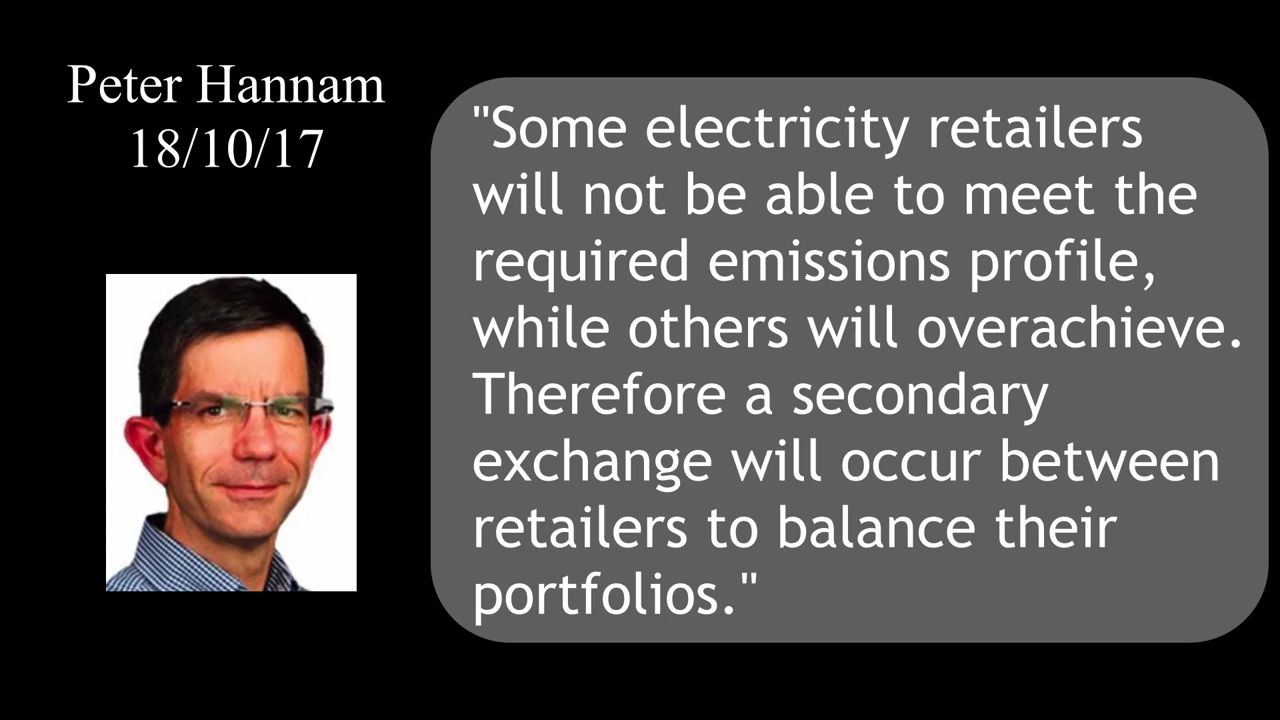 Peter Hannam
18/10/17
"Some electricity retailers
will not be able to meet the
required emissions profile,
while others will overachieve.
Therefore a secondary
exchange will occur between
retailers to balance their
portfolios."